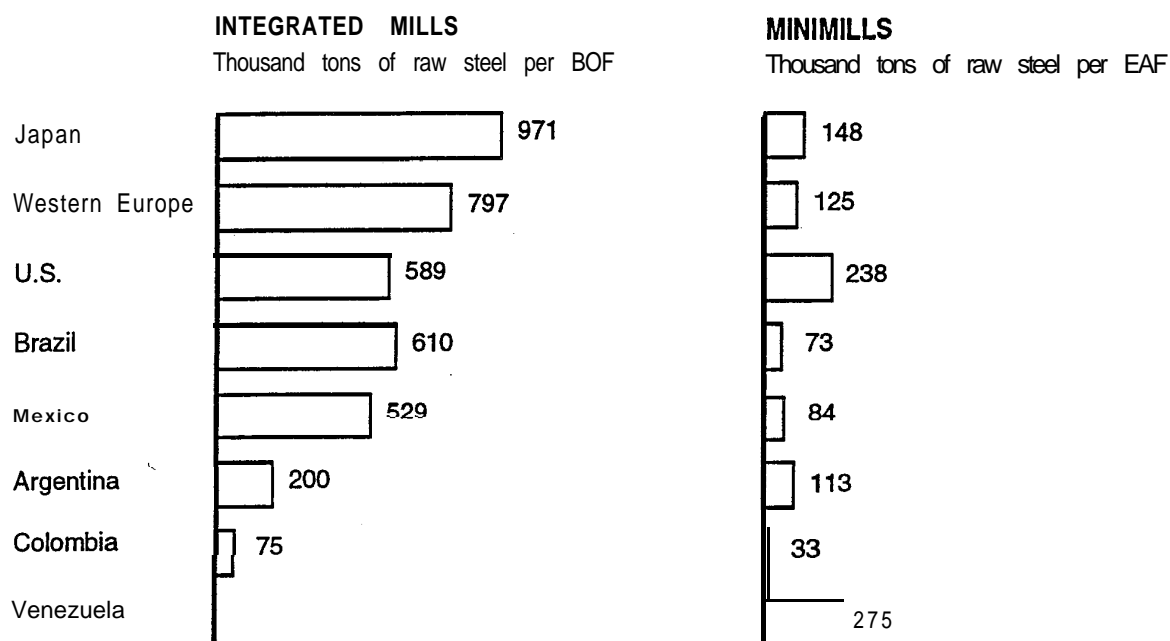 INTEGRATED MILLS
Thousand tons of raw steel per BOF
MINIMILLS
Thousand tons of raw steel per EAF
Japan 971 148
Western Europe 797 125
U.S. 589 238
Brazil 610 73
Mexico 529 84
Argentina 200 113
Colombia 75 33
Venezuela 275